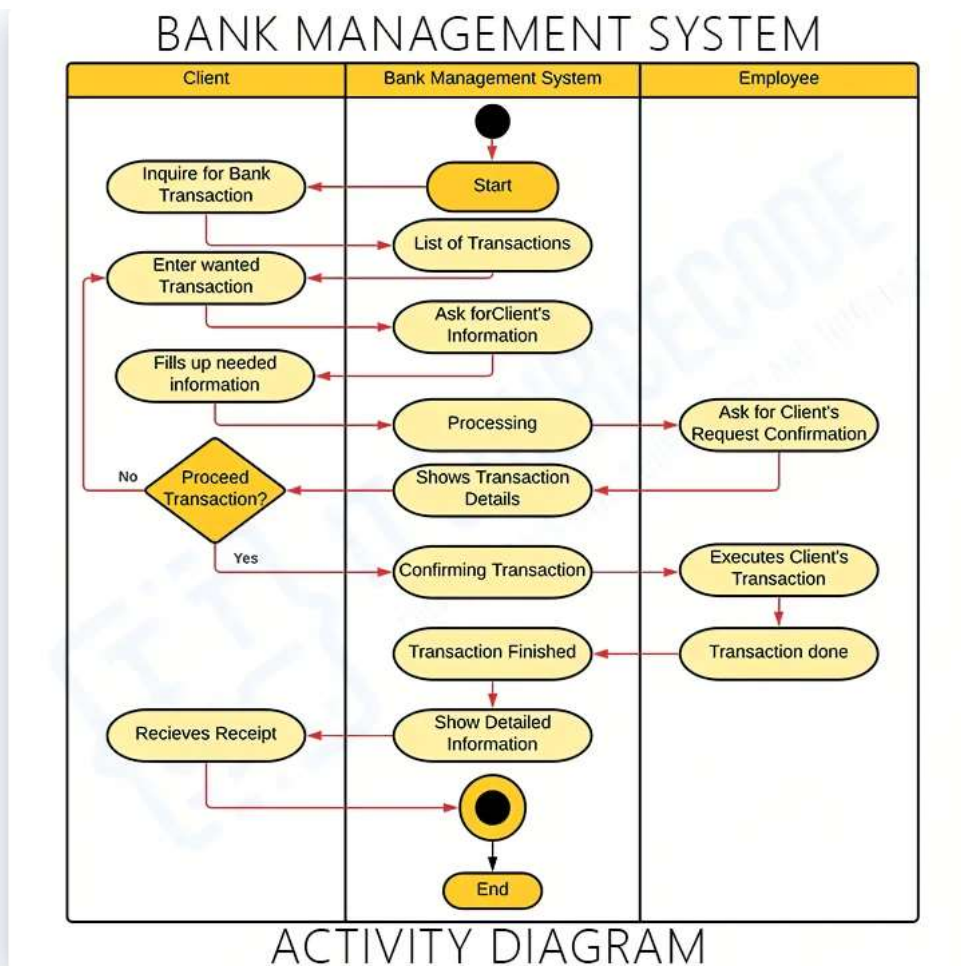 BANK MANAGEMENT SYSTEM
Client
Bank Management System
Employee
Start
Inquire for Bank
Transaction
List of Transactions
Enter wanted
Transaction
Ask forClient's
Information
Fills up needed
information
Processing
Ask for Client's
Request Confirmation
Shows Transaction
Details
Proceed
Transaction?
No
Yes
Confirming Transaction
Executes Client's
Transaction
Transaction done
Transaction Finished
Show Detailed
Information
Recieves Receipt
End
ACTIVITY DIAGRAM